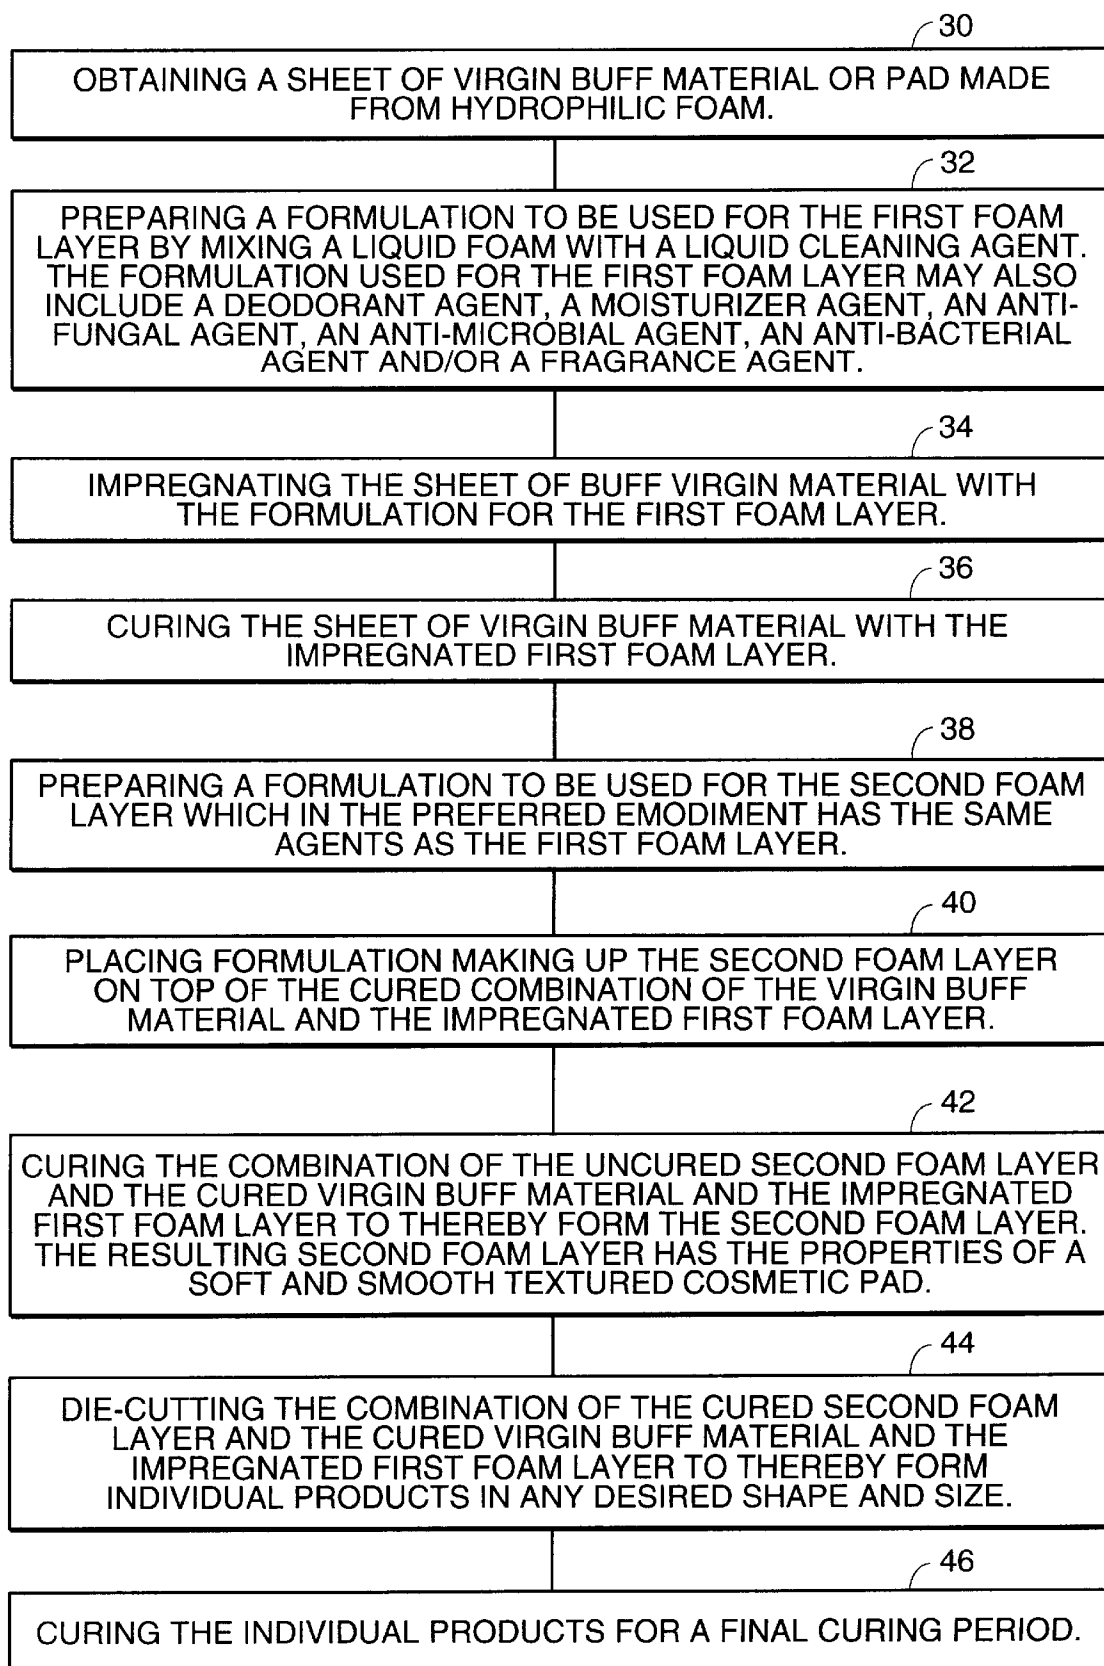 30
OBTAINING A SHEET OF VIRGIN BUFF MATERIAL OR PAD MADE
FROM HYDROPHILIC FOAM.
32
PREPARING A FORMULATION TO BE USED FOR THE FIRST FOAM
LAYER BY MIXING A LIQUID FOAM WITH A LIQUID CLEANING AGENT.
THE FORMULATION USED FOR THE FIRST FOAM LAYER MAY ALSO
INCLUDE A DEODORANT AGENT, A MOISTURIZER AGENT, AN ANTI-
FUNGAL AGENT, AN ANTI-MICROBIAL AGENT, AN ANTI-BACTERIAL
AGENT AND/OR A FRAGRANCE AGENT.
34
IMPREGNATING THE SHEET OF BUFF VIRGIN MATERIAL WITH
THE FORMULATION FOR THE FIRST FOAM LAYER.
36
CURING THE SHEET OF VIRGIN BUFF MATERIAL WITH THE
IMPREGNATED FIRST FOAM LAYER.
38
PREPARING A FORMULATION TO BE USED FOR THE SECOND FOAM
LAYER WHICH IN THE PREFERRED EMODIMENT HAS THE SAME
AGENTS AS THE FIRST FOAM LAYER.
40
PLACING FORMULATION MAKING UP THE SECOND FOAM LAYER
ON TOP OF THE CURED COMBINATION OF THE VIRGIN BUFF
MATERIAL AND THE IMPREGNATED FIRST FOAM LAYER.
42
CURING THE COMBINATION OF THE UNCURED SECOND FOAM LAYER
AND THE CURED VIRGIN BUFF MATERIAL AND THE IMPREGNATED
FIRST FOAM LAYER TO THEREBY FORM THE SECOND FOAM LAYER.
THE RESULTING SECOND FOAM LAYER HAS THE PROPERTIES OF A
SOFT AND SMOOTH TEXTURED COSMETIC PAD.
44
DIE-CUTTING THE COMBINATION OF THE CURED SECOND FOAM
LAYER AND THE CURED VIRGIN BUFF MATERIAL AND THE
IMPREGNATED FIRST FOAM LAYER TO THEREBY FORM
INDIVIDUAL PRODUCTS IN ANY DESIRED SHAPE AND SIZE.
46
CURING THE INDIVIDUAL PRODUCTS FOR A FINAL CURING PERIOD.